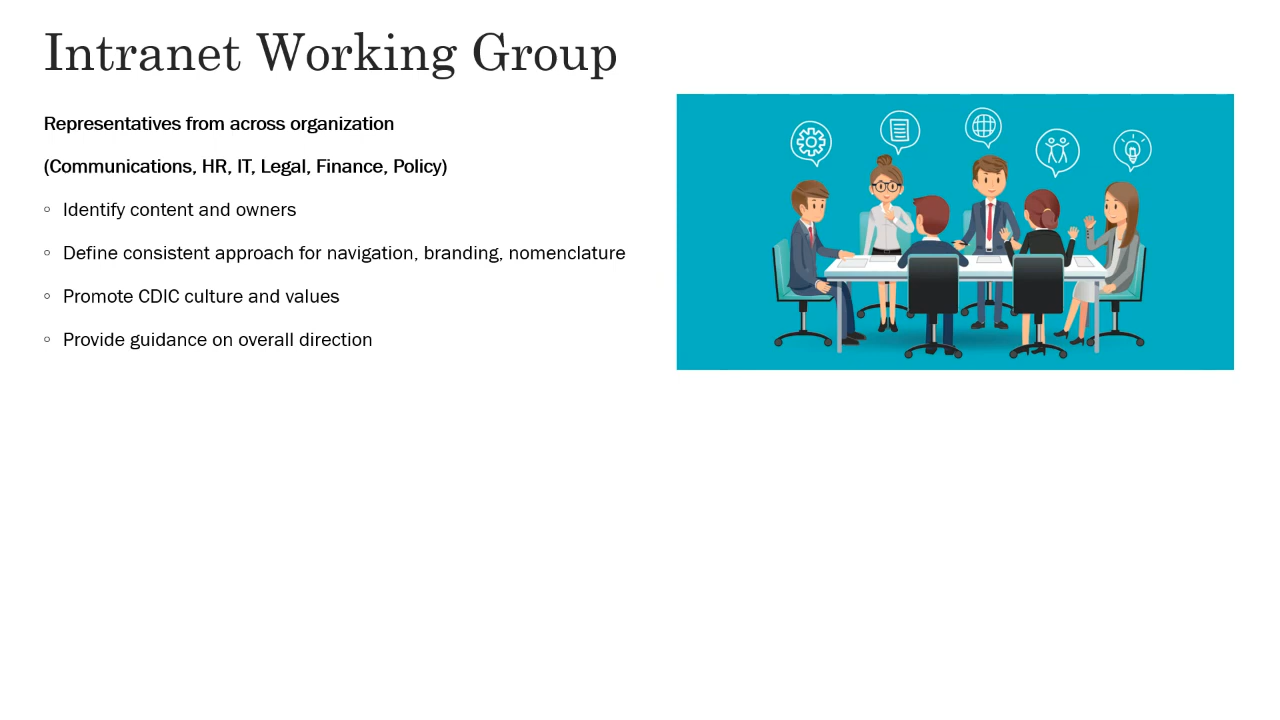 Intranet Working Group
Representatives from across organization
(Communications, HR, IT, Legal, Finance, Policy)
◦ Identify content and owners
◦ Define consistent approach for navigation, branding, nomenclature
◦ Promote CDIC culture and values
◦ Provide guidance on overall direction